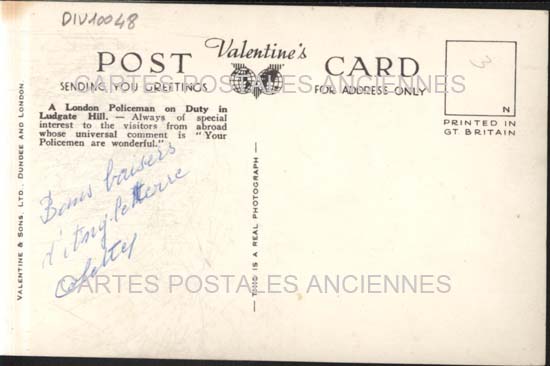 DIV10048
Valentine's
POST CARD
SENDING YOU GREETINGS
FOR ADDRESS ONLY
CARTES POSTALES ANCIENNES
A London Policeman on Duty in
Ludgate Hill. — Always of special
interest to the visitors from abroad
whose universal comment is "Your
Policemen are wonderful."
3
N
PRINTED IN
GT. BRITAIN
Bons baisers
d'Angleterre
VALENTINE & SONS, LTD., DUNDEE AND LONDON
THIS IS A REAL PHOTOGRAPH
CARTES POSTALES ANCIENNES